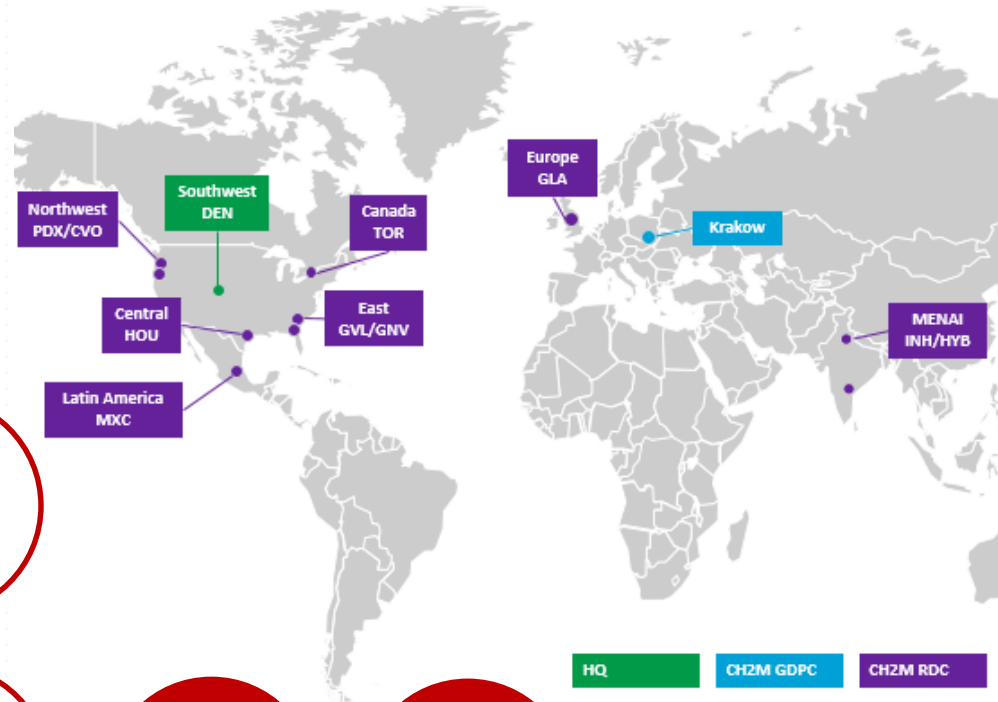 Europe
GLA
Southwest
DEN
Northwest
PDX/CVO
Canada
TOR
Krakow
Central
HOU
East
GVL/GNV
MENAI
INH/HYB
Latin America
MXC
HQ
CH2M GDPC
CH2M RDC